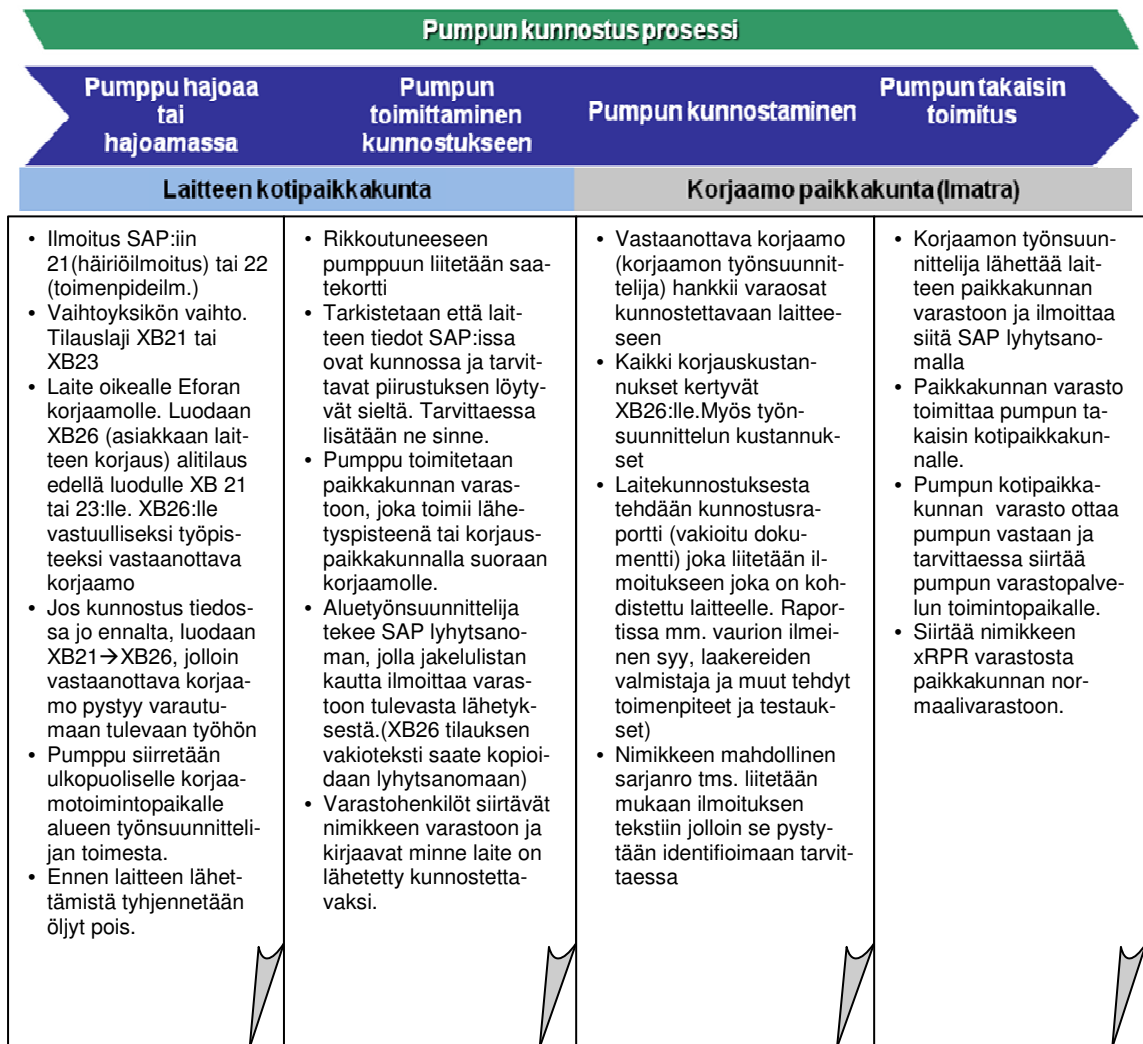 Pumpun kunnostusprosessi
Pumppu hajoaa
tai
hajoamassa
Pumpun
toimittaminen
kunnostukseen
Pumpun kunnostaminen
Pumpun takaisin
toimitus
Laitteen kotipaikkakunta
Korjaamo paikkakunta (Imatra)
• Ilmoitus SAP:iin
21(häiriöilmoitus) tai 22
(toimenpideilm.)
• Vaihtoyksikön vaihto.
Tilauslaji XB21 tai
XB23
• Laite oikealle Eforan
korjaamolle. Luodaan
XB26 (asiakkaan lait-
teen korjaus) alitilaus
edellä luodulle XB 21
tai 23:lle. XB26:lle
vastuulliseksi työpis-
teeksi vastaanottava
korjaamo
• Jos kunnostus tiedos-
sa jo ennalta, luodaan
XB21→XB26, jolloin
vastaanottava korjaa-
mo pystyy varautu-
maan tulevaan työhön
• Pumppu siirretään
ulkopuoliselle korjaa-
motoimintopaikalle
alueen työnsuunnitteli-
jan toimesta.
• Ennen laitteen lähet-
tämistä tyhjennetään
öljyt pois.
• Rikkoutuneeseen
pumppuun liitetään saa-
tekortti
• Tarkistetaan että lait-
teen tiedot SAP:issa
ovat kunnossa ja tarvit-
tavat piirustuksen löyty-
vät sieltä. Tarvittaessa
lisätään ne sinne.
• Pumppu toimitetaan
paikkakunnan varas-
toon, joka toimii lähe-
tyspisteenä tai korjaus-
paikkakunnalla suoraan
korjaamolle.
• Aluetyönsuunnittelija
tekee SAP lyhytsano-
man, jolla jakelulistan
kautta ilmoittaa varas-
toon tulevasta lähetyk-
sestä.(XB26 tilauksen
vakioteksti saate kopioi-
daan lyhytsanomaan)
• Varastohenkilöt siirtävät
nimikkeen varastoon ja
kirjaavat minne laite on
lähetetty kunnostetta-
vaksi.
• Vastaanottava korjaamo
(korjaamon työnsuunnit-
telija) hankkii varaosat
kunnostettavaan laittee-
seen
• Kaikki korjauskustan-
nukset kertyvät
XB26:lle.Myös työn-
suunnittelun kustannuk-
set
• Laitekunnostuksesta
tehdään kunnostusra-
portti (vakioitu doku-
mentti) joka liitetään il-
moitukseen joka on koh-
distettu laitteelle. Rapor-
tissa mm. vaurion ilmei-
nen syy, laakereiden
valmistaja ja muut tehdyt
toimenpiteet ja testauk-
set)
• Nimikkeen mahdollinen
sarjanro tms. liitetään
mukaan ilmoituksen
tekstiin jolloin se pysty-
tään identifioimaan tarvit-
taessa
• Korjaamon työnsuun-
nittelija lähettää lait-
teen paikkakunnan
varastoon ja ilmoittaa
siitä SAP lyhytsano-
malla
• Paikkakunnan varasto
toimittaa pumpun ta-
kaisin kotipaikkakun-
nalle.
• Pumpun kotipaikka-
kunnan varasto ottaa
pumpun vastaan ja
tarvittaessa siirtää
pumpun varastopalve-
lun toimintopaikalle.
• Siirtää nimikkeen
xRPR varastosta
paikkakunnan nor-
maalivarastoon.